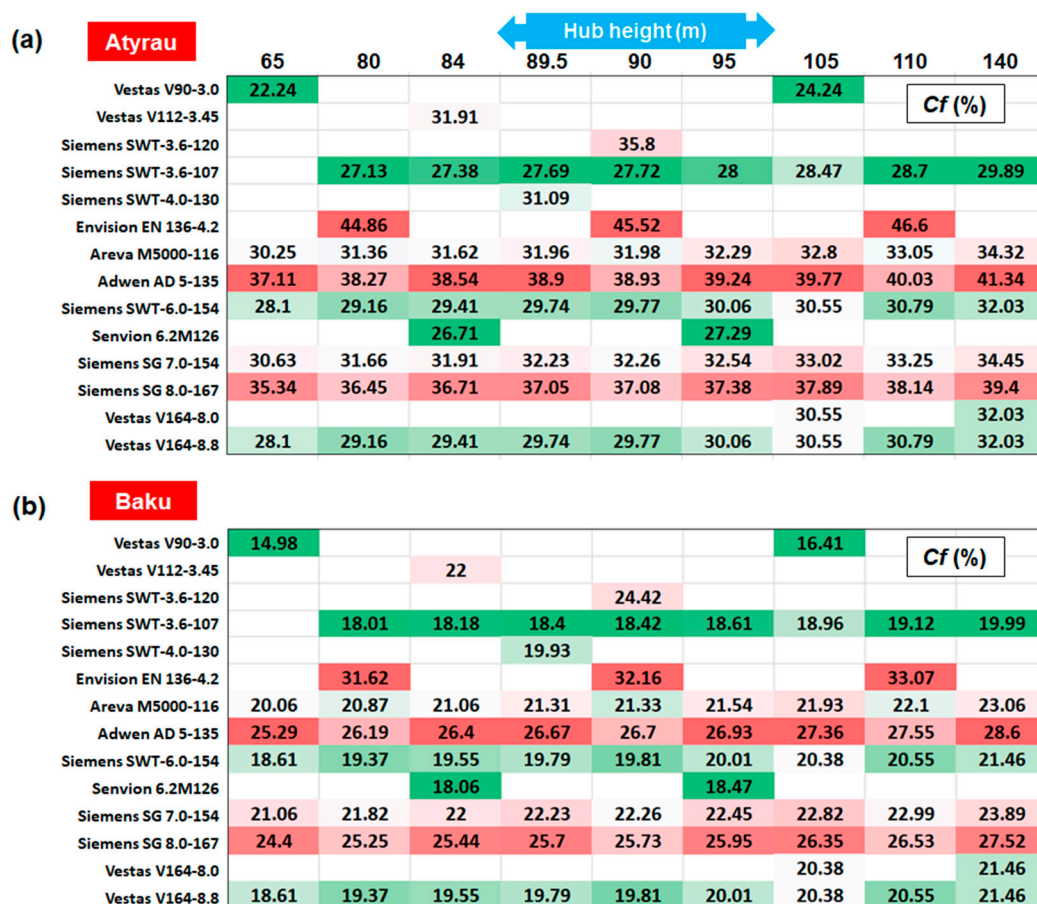 (a) Atyrau Hub height (m)
65 80 84 89.5 90 95 105 110 140
Cf (%)
Vestas V90-3.0 22.24 24.24
Vestas V112-3.45 31.91
Siemens SWT-3.6-120 35.8
Siemens SWT-3.6-107 27.13 27.38 27.69 27.72 28 28.47 28.7 29.89
Siemens SWT-4.0-130 31.09
Envision EN 136-4.2 44.86 45.52 46.6
Areva M5000-116 30.25 31.36 31.62 31.96 31.98 32.29 32.8 33.05 34.32
Adwen AD 5-135 37.11 38.27 38.54 38.9 38.93 39.24 39.77 40.03 41.34
Siemens SWT-6.0-154 28.1 29.16 29.41 29.74 29.77 30.06 30.55 30.79 32.03
Senvion 6.2M126 26.71 27.29
Siemens SG 7.0-154 30.63 31.66 31.91 32.23 32.26 32.54 33.02 33.25 34.45
Siemens SG 8.0-167 35.34 36.45 36.71 37.05 37.08 37.38 37.89 38.14 39.4
Vestas V164-8.0 30.55 32.03
Vestas V164-8.8 28.1 29.16 29.41 29.74 29.77 30.06 30.55 30.79 32.03
(b) Baku
Cf (%)
Vestas V90-3.0 14.98 16.41
Vestas V112-3.45 22
Siemens SWT-3.6-120 24.42
Siemens SWT-3.6-107 18.01 18.18 18.4 18.42 18.61 18.96 19.12 19.99
Siemens SWT-4.0-130 19.93
Envision EN 136-4.2 31.62 32.16 33.07
Areva M5000-116 20.06 20.87 21.06 21.31 21.33 21.54 21.93 22.1 23.06
Adwen AD 5-135 25.29 26.19 26.4 26.67 26.7 26.93 27.36 27.55 28.6
Siemens SWT-6.0-154 18.61 19.37 19.55 19.79 19.81 20.01 20.38 20.55 21.46
Senvion 6.2M126 18.06 18.47
Siemens SG 7.0-154 21.06 21.82 22 22.23 22.26 22.45 22.82 22.99 23.89
Siemens SG 8.0-167 24.4 25.25 25.44 25.7 25.73 25.95 26.35 26.53 27.52
Vestas V164-8.0 20.38 21.46
Vestas V164-8.8 18.61 19.37 19.55 19.79 19.81 20.01 20.38 20.55 21.46